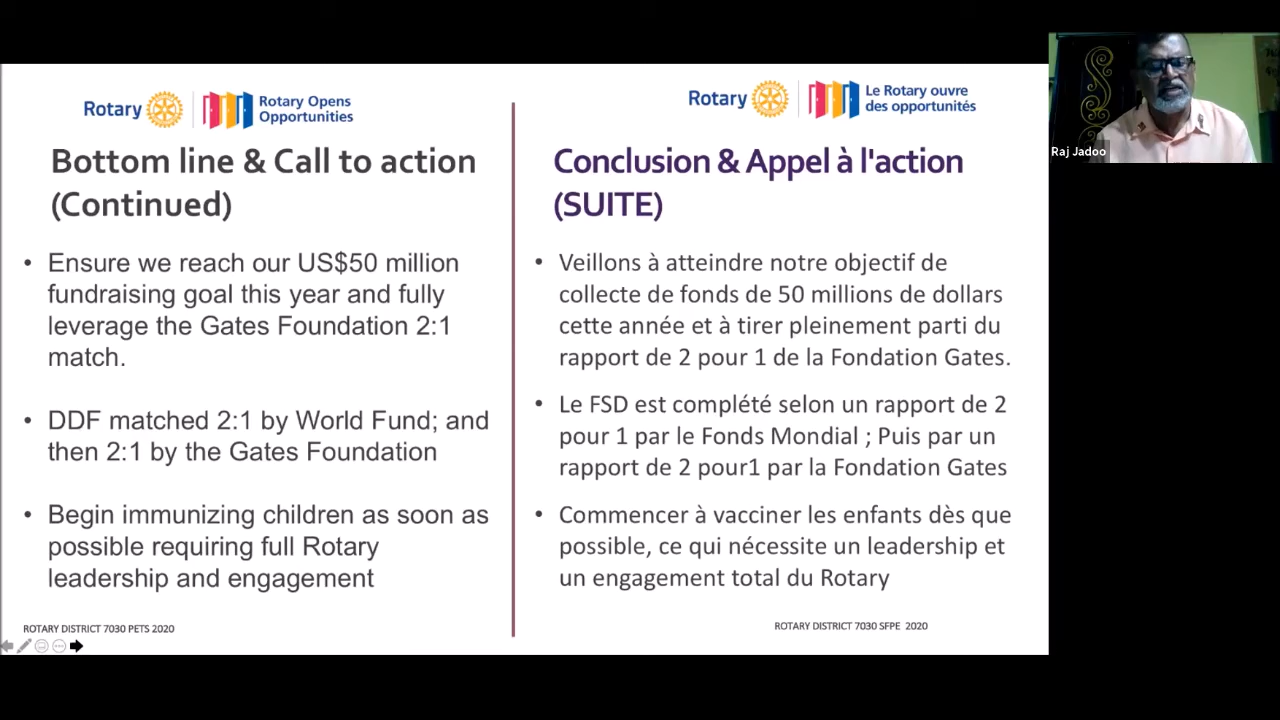 Rotary
Rotary Opens
Opportunities
Bottom line & Call to action
(Continued)
• Ensure we reach our US$50 million
fundraising goal this year and fully
leverage the Gates Foundation 2:1
match.
• DDF matched 2:1 by World Fund; and
then 2:1 by the Gates Foundation
• Begin immunizing children as soon as
possible requiring full Rotary
leadership and engagement
ROTARY DISTRICT 7030 PETS 2020
Rotary
Le Rotary ouvre
des opportunités
Conclusion & Appel à l'action
(SUITE)
• Veillons à atteindre notre objectif de
collecte de fonds de 50 millions de dollars
cette année et à tirer pleinement parti du
rapport de 2 pour 1 de la Fondation Gates.
• Le FSD est complété selon un rapport de 2
pour 1 par le Fonds Mondial ; Puis par un
rapport de 2 pour1 par la Fondation Gates
• Commencer à vacciner les enfants dès que
possible, ce qui nécessite un leadership et
un engagement total du Rotary
ROTARY DISTRICT 7030 SFPE 2020
Raj Jadoo